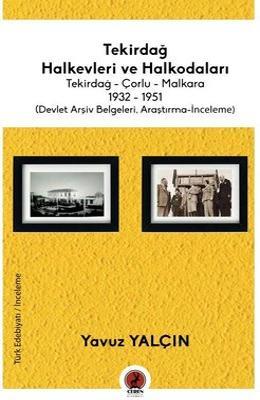 Tekirdağ
Halkevleri ve Halkodaları
Tekirdağ - Çorlu - Malkara
1932 - 1951
(Devlet Arşiv Belgeleri, Araştırma-İnceleme)
Türk Edebiyatı / İnceleme
Yavuz YALÇIN
CEREN